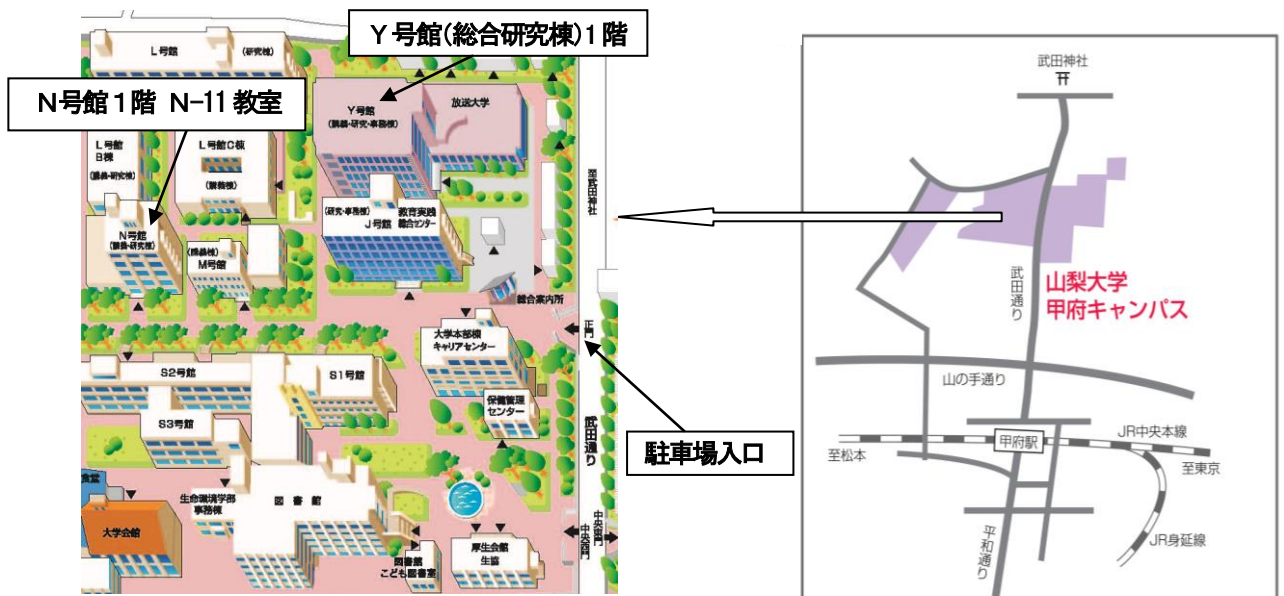 Y号館(総合研究棟)1階
N号館1階 N-11教室
駐車場入口
L号館
(研究棟)
Y号館
(講義・研究・事務棟)
放送大学
L号館
B棟
(講義・研究棟)
L号館C棟
(講義棟)
N号館
(講義・研究棟)
(講義棟)
M号館
(研究・事務棟)
J号館
教育実践
総合センター
至武田神社
総合案内所
正門
大学本部棟
キャリアセンター
S2号館
S1号館
保健管理
センター
S3号館
武田通り
食堂
生命環境学部
事務棟
図書館
大学会館
図書館
こども図書室
厚生会館
生協
中央西門
中央東門
武田神社
武田通り
山梨大学
甲府キャンパス
山の手通り
甲府駅
JR中央本線
至松本
至東京
平和通り
JR身延線